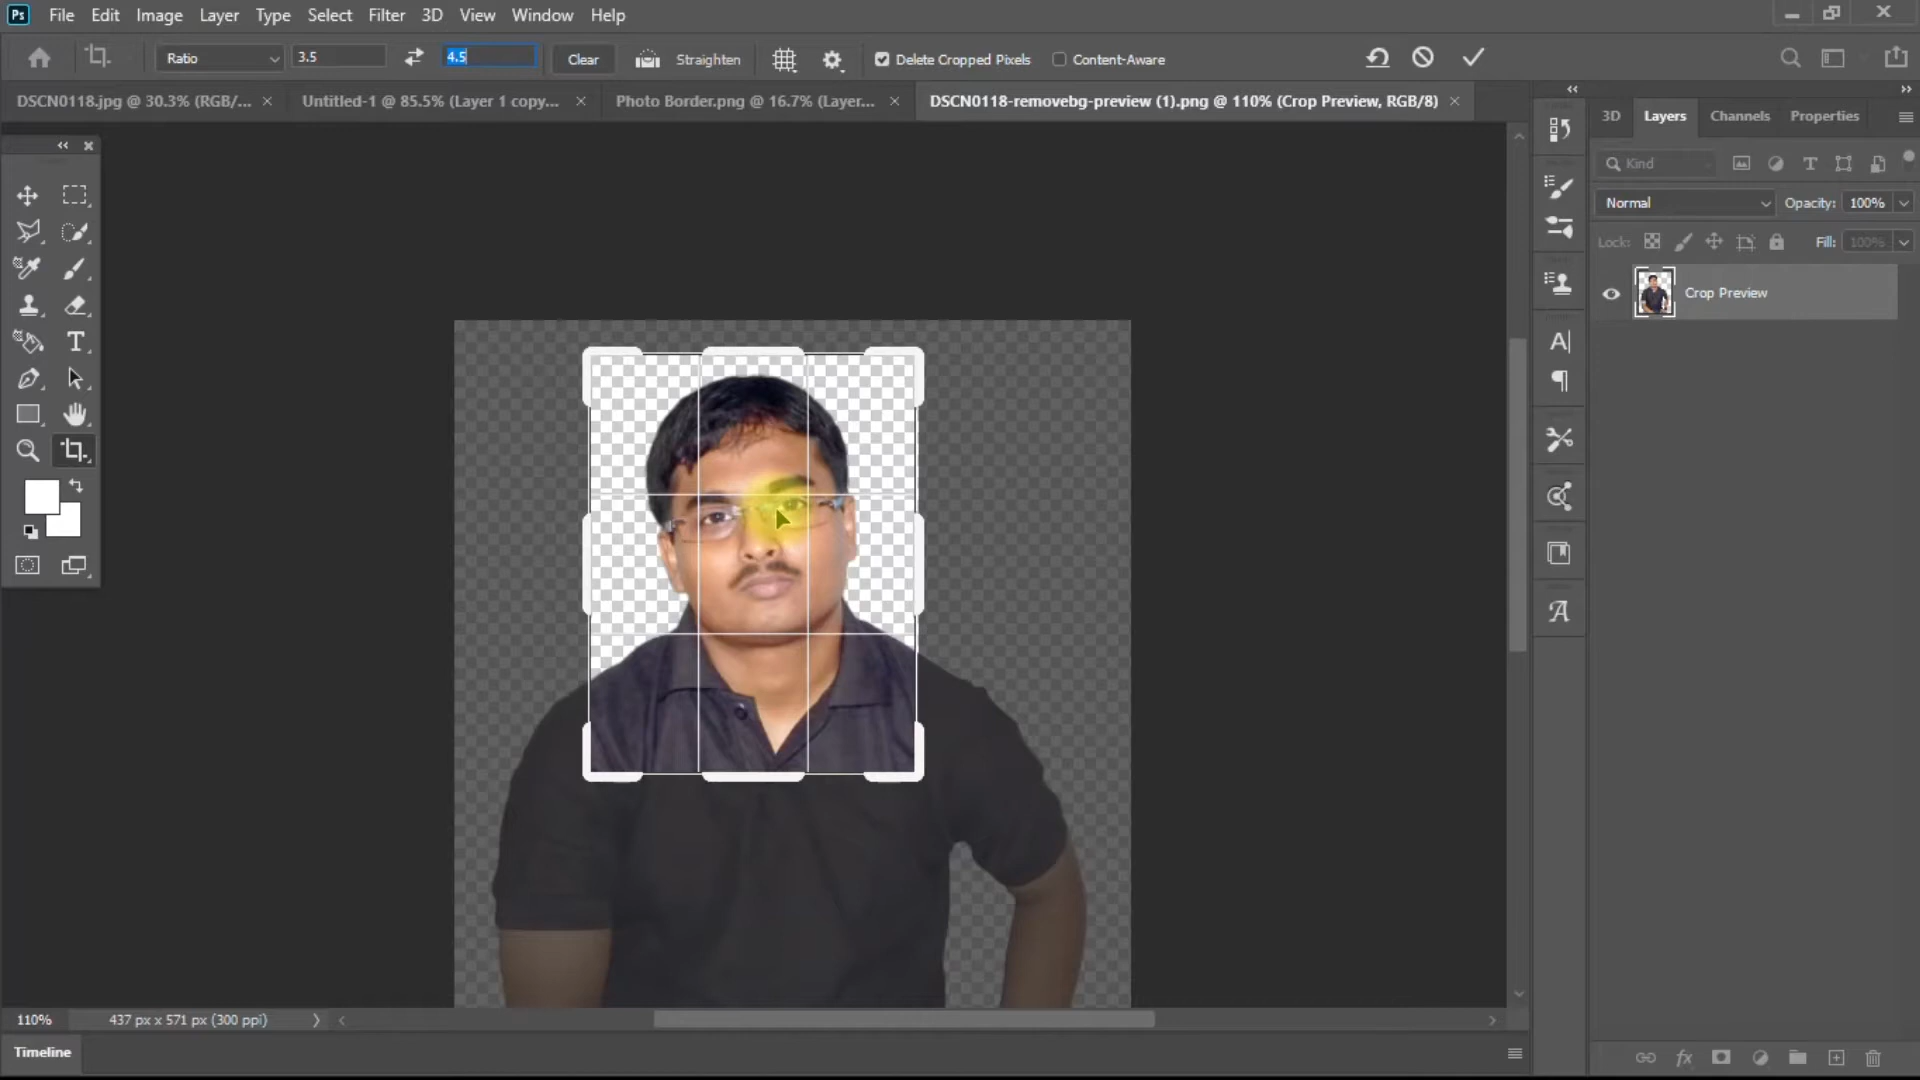 Ps File Edit Image Layer Type Select Filter 3D View Window Help
Ratio 3.5 4.5 Clear Straighten Delete Cropped Pixels Content-Aware
DSCN0118.jpg @ 30.3% (RGB/... × Untitled-1 @ 85.5% (Layer 1 copy... × Photo Border.png @ 16.7% (Layer... × DSCN0118-removebg-preview (1).png @ 110% (Crop Preview, RGB/8) ×
3D Layers Channels Properties
Kind
Normal Opacity: 100%
Lock: Fill: 100%
Crop Preview
110% 437 px x 571 px (300 ppi)
Timeline